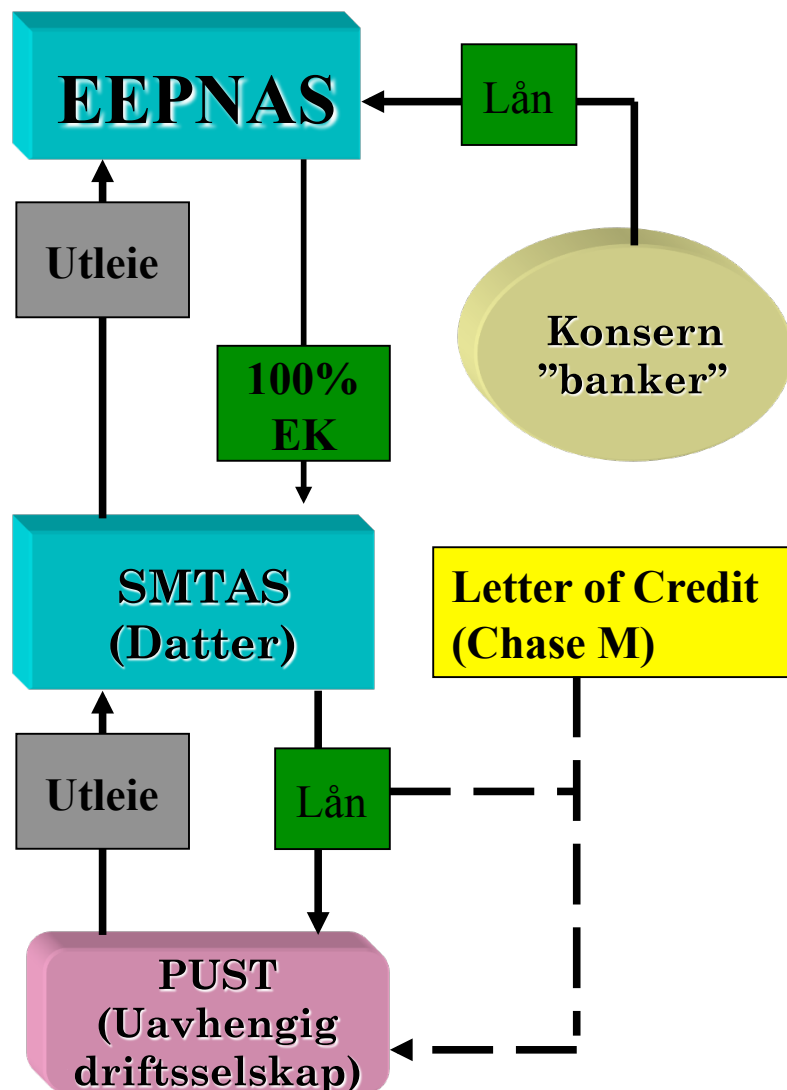 EEPNAS
Lån
Utleie
Konsern
”banker”
100%
EK
SMTAS
(Datter)
Letter of Credit
(Chase M)
Utleie
Lån
PUST
(Uavhengig
driftsselskap)